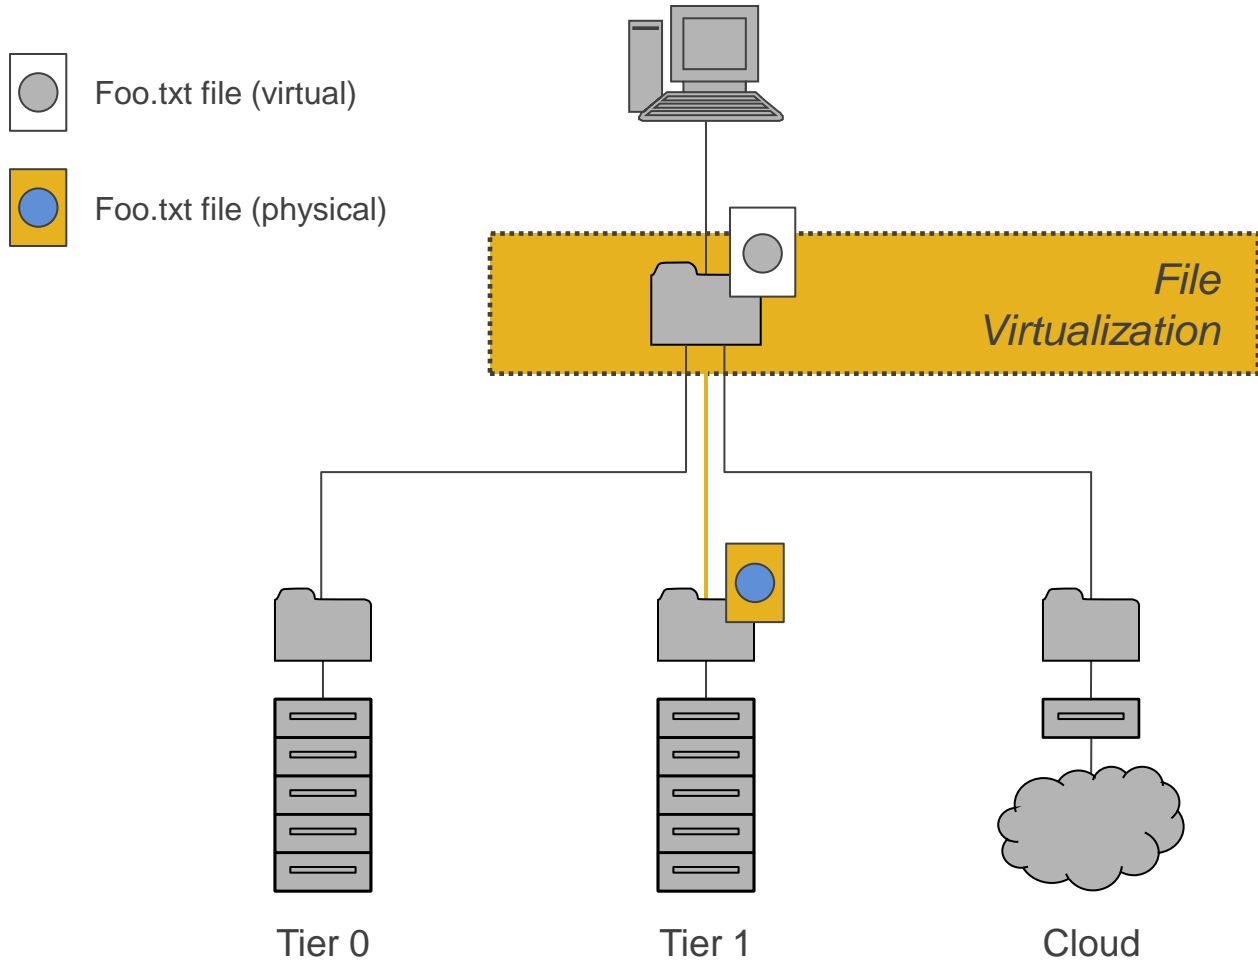 Foo.txt file (virtual)
Foo.txt file (physical)
File
Virtualization
Tier 0
Tier 1
Cloud